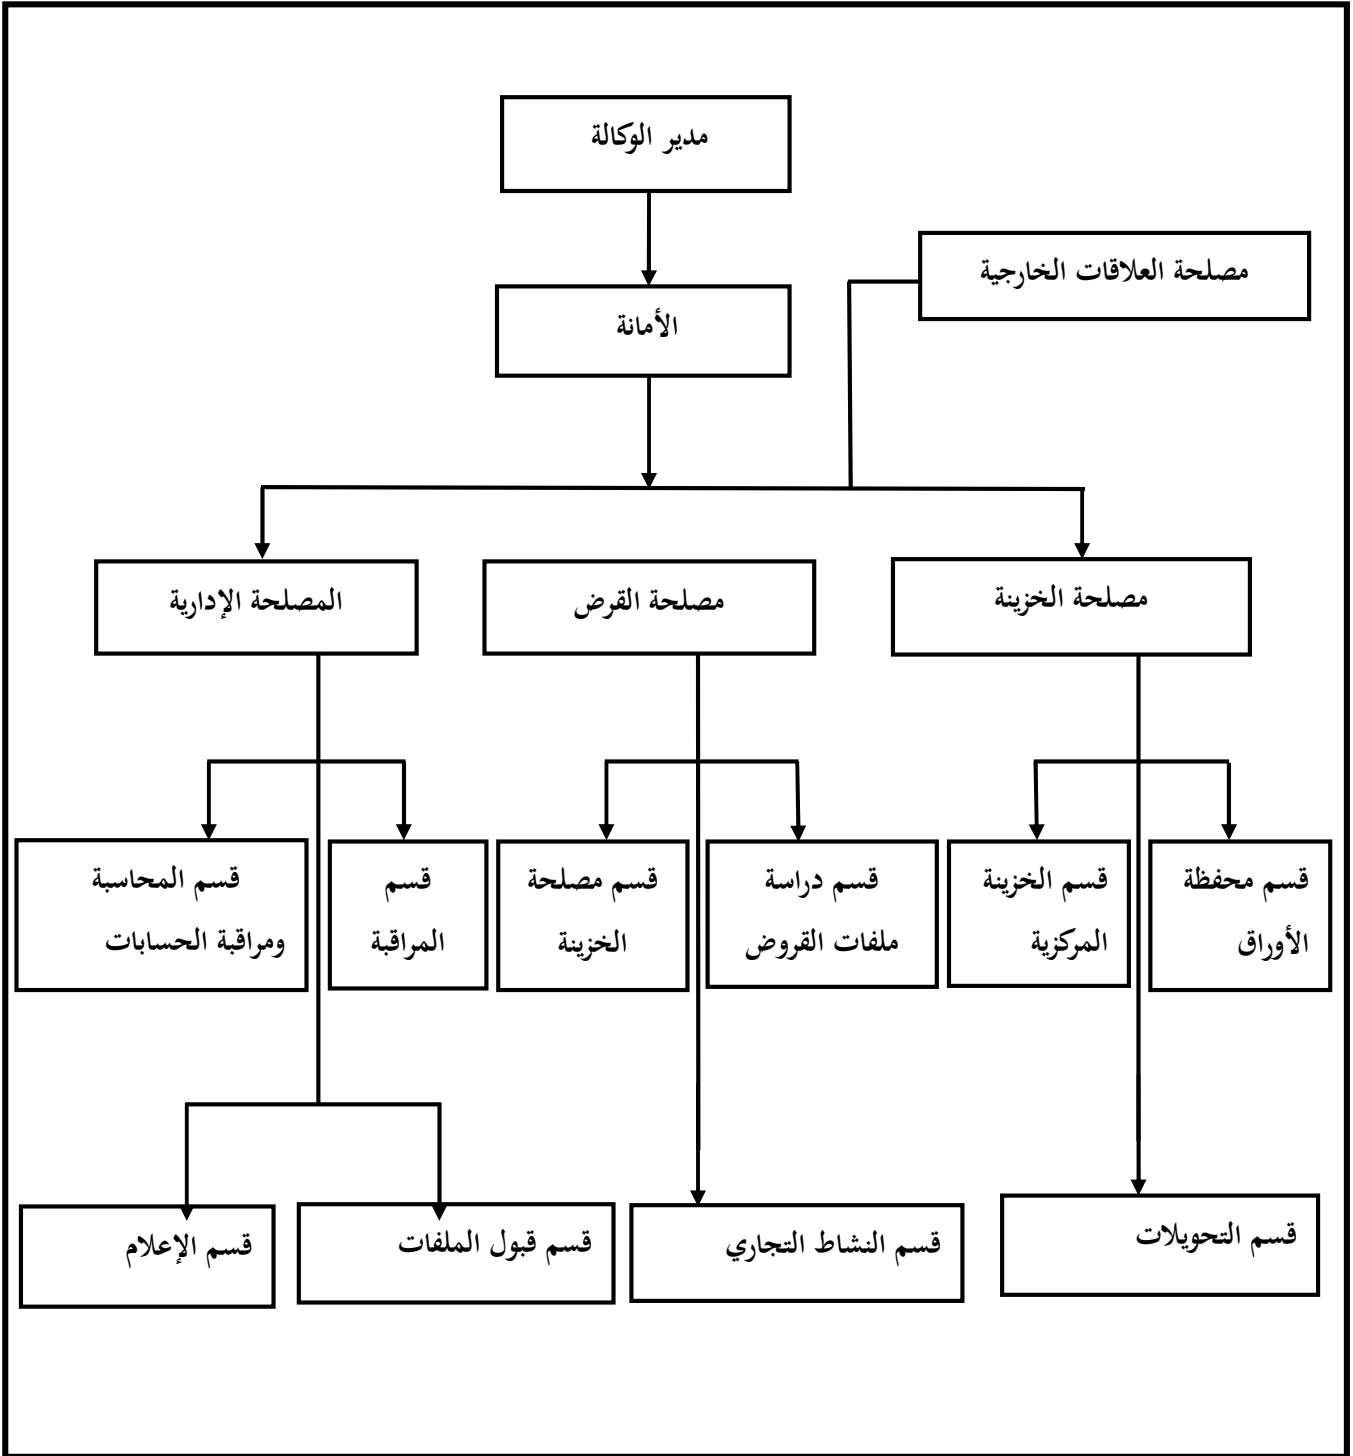 مدير الوكالة
مصلحة العلاقات الخارجية
الأمانة
مصلحة الخزينة
مصلحة القرض
المصلحة الإدارية
قسم محفظة
الأوراق
قسم الخزينة
المركزية
قسم دراسة
ملفات القروض
قسم مصلحة
الخزينة
قسم
المراقبة
قسم المحاسبة
ومراقبة الحسابات
قسم التحويلات
قسم النشاط التجاري
قسم قبول الملفات
قسم الإعلام